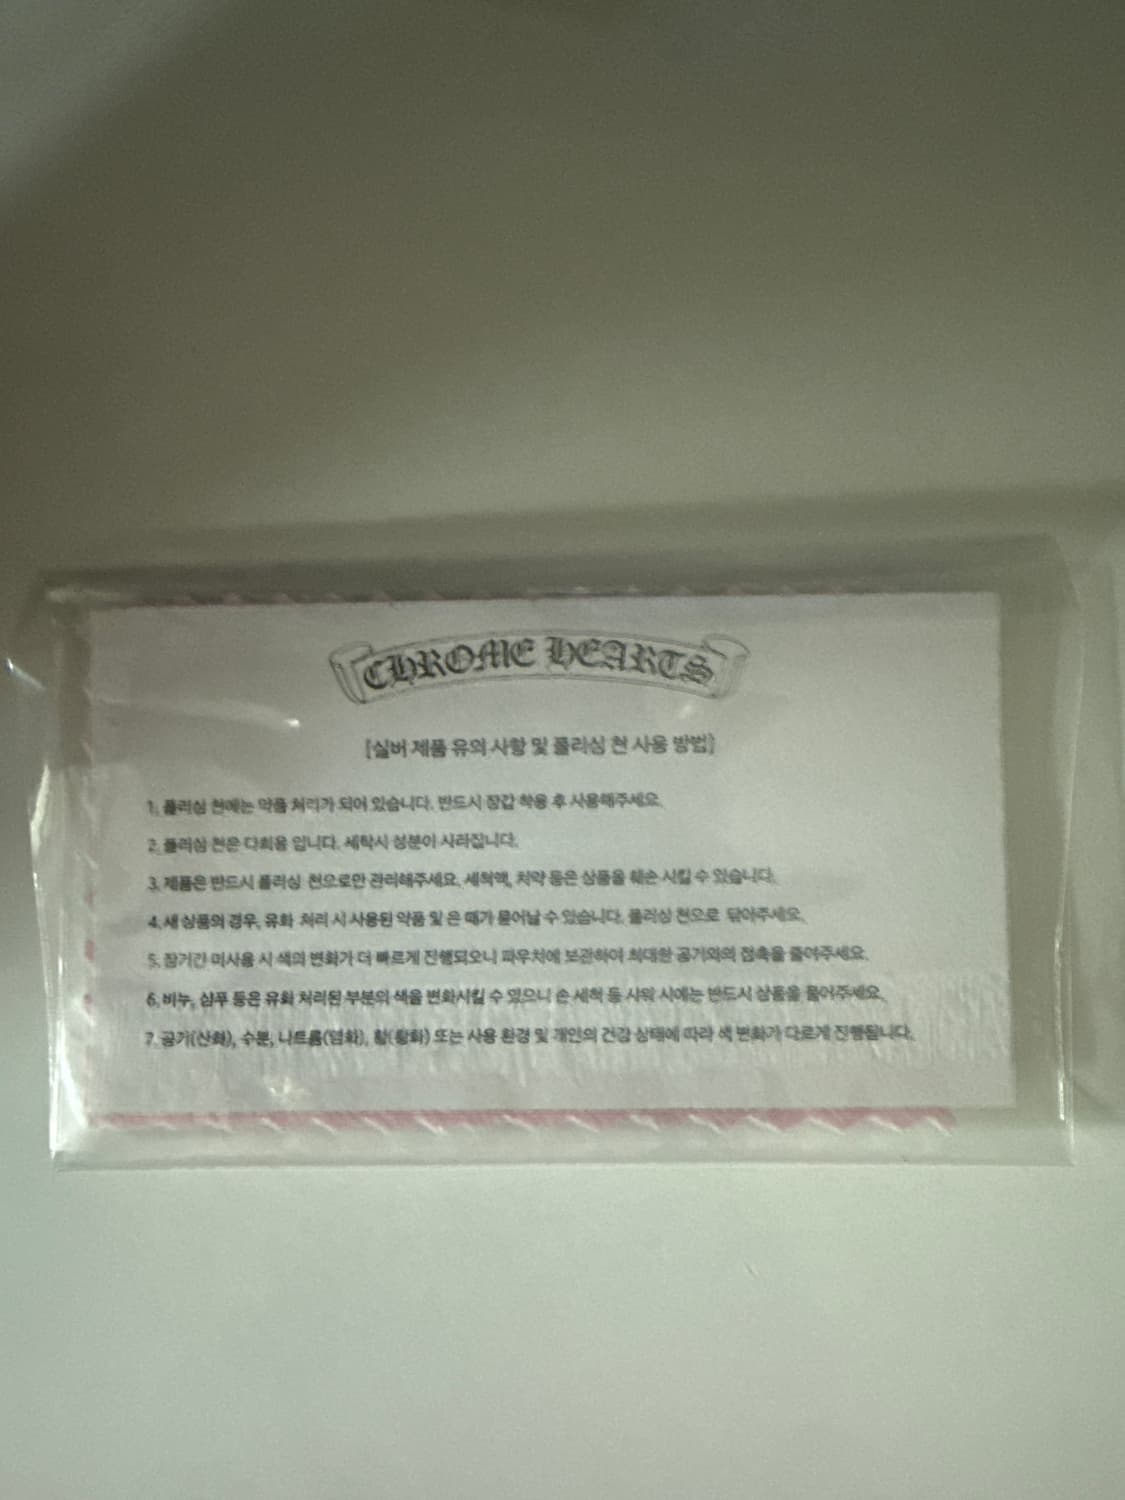 CHROME HEARTS
[실버 제품 유의 사항 및 폴리싱 천 사용 방법]
1. 폴리싱 천에는 약품 처리가 되어 있습니다. 반드시 장갑 착용 후 사용해주세요.
2. 폴리싱 천은 다회용 입니다. 세탁시 성분이 사라집니다.
3. 제품은 반드시 폴리싱 천으로만 관리해주세요. 세척액, 치약 등은 상품을 훼손 시킬 수 있습니다.
4. 새 상품의 경우, 유화 처리 시 사용된 약품 및 은 때가 묻어날 수 있습니다. 폴리싱 천으로 닦아주세요.
5. 장기간 미사용 시 색의 변화가 더 빠르게 진행되오니 파우치에 보관하여 최대한 공기와의 접촉을 줄여주세요.
6. 비누, 샴푸 등은 유화 처리된 부분의 색을 변화시킬 수 있으니 손 세척 등 샤워 시에는 반드시 상품을 풀어주세요.
7. 공기(산화), 수분, 나트륨(염화), 황(황화) 또는 사용 환경 및 개인의 건강 상태에 따라 색 변화가 다르게 진행됩니다.